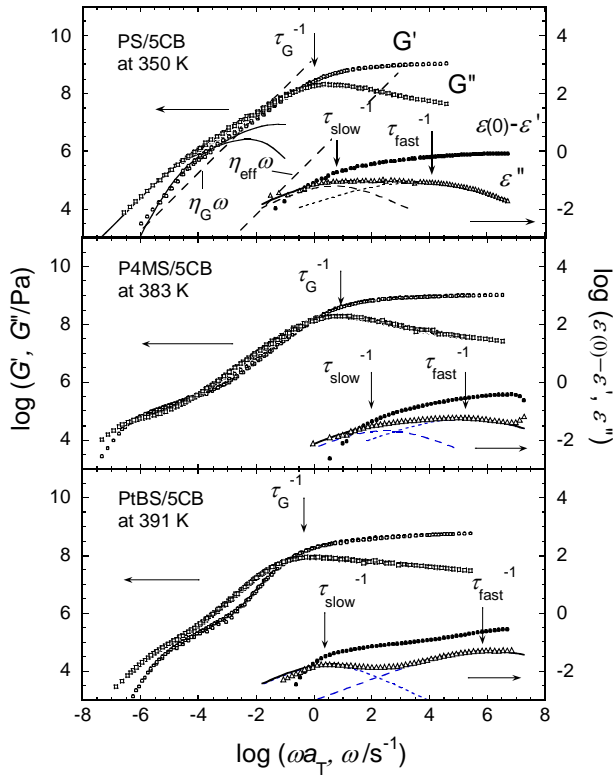 PS/5CB
at 350 K
τG⁻¹
G'
G"
τslow⁻¹
τfast⁻¹
ε(0)−ε'
ε"
ηeffω
ηGω
10
8
6
4
2
0
-2
P4MS/5CB
at 383 K
τG⁻¹
τslow⁻¹
τfast⁻¹
10
8
6
4
4
2
0
-2
PtBS/5CB
at 391 K
τG⁻¹
τslow⁻¹
τfast⁻¹
10
8
6
4
4
2
0
-2
log (G', G"/Pa)
log (ε(0)−ε', ε")
-8 -6 -4 -2 0 2 4 6 8
log (ωaT, ω/s⁻¹)